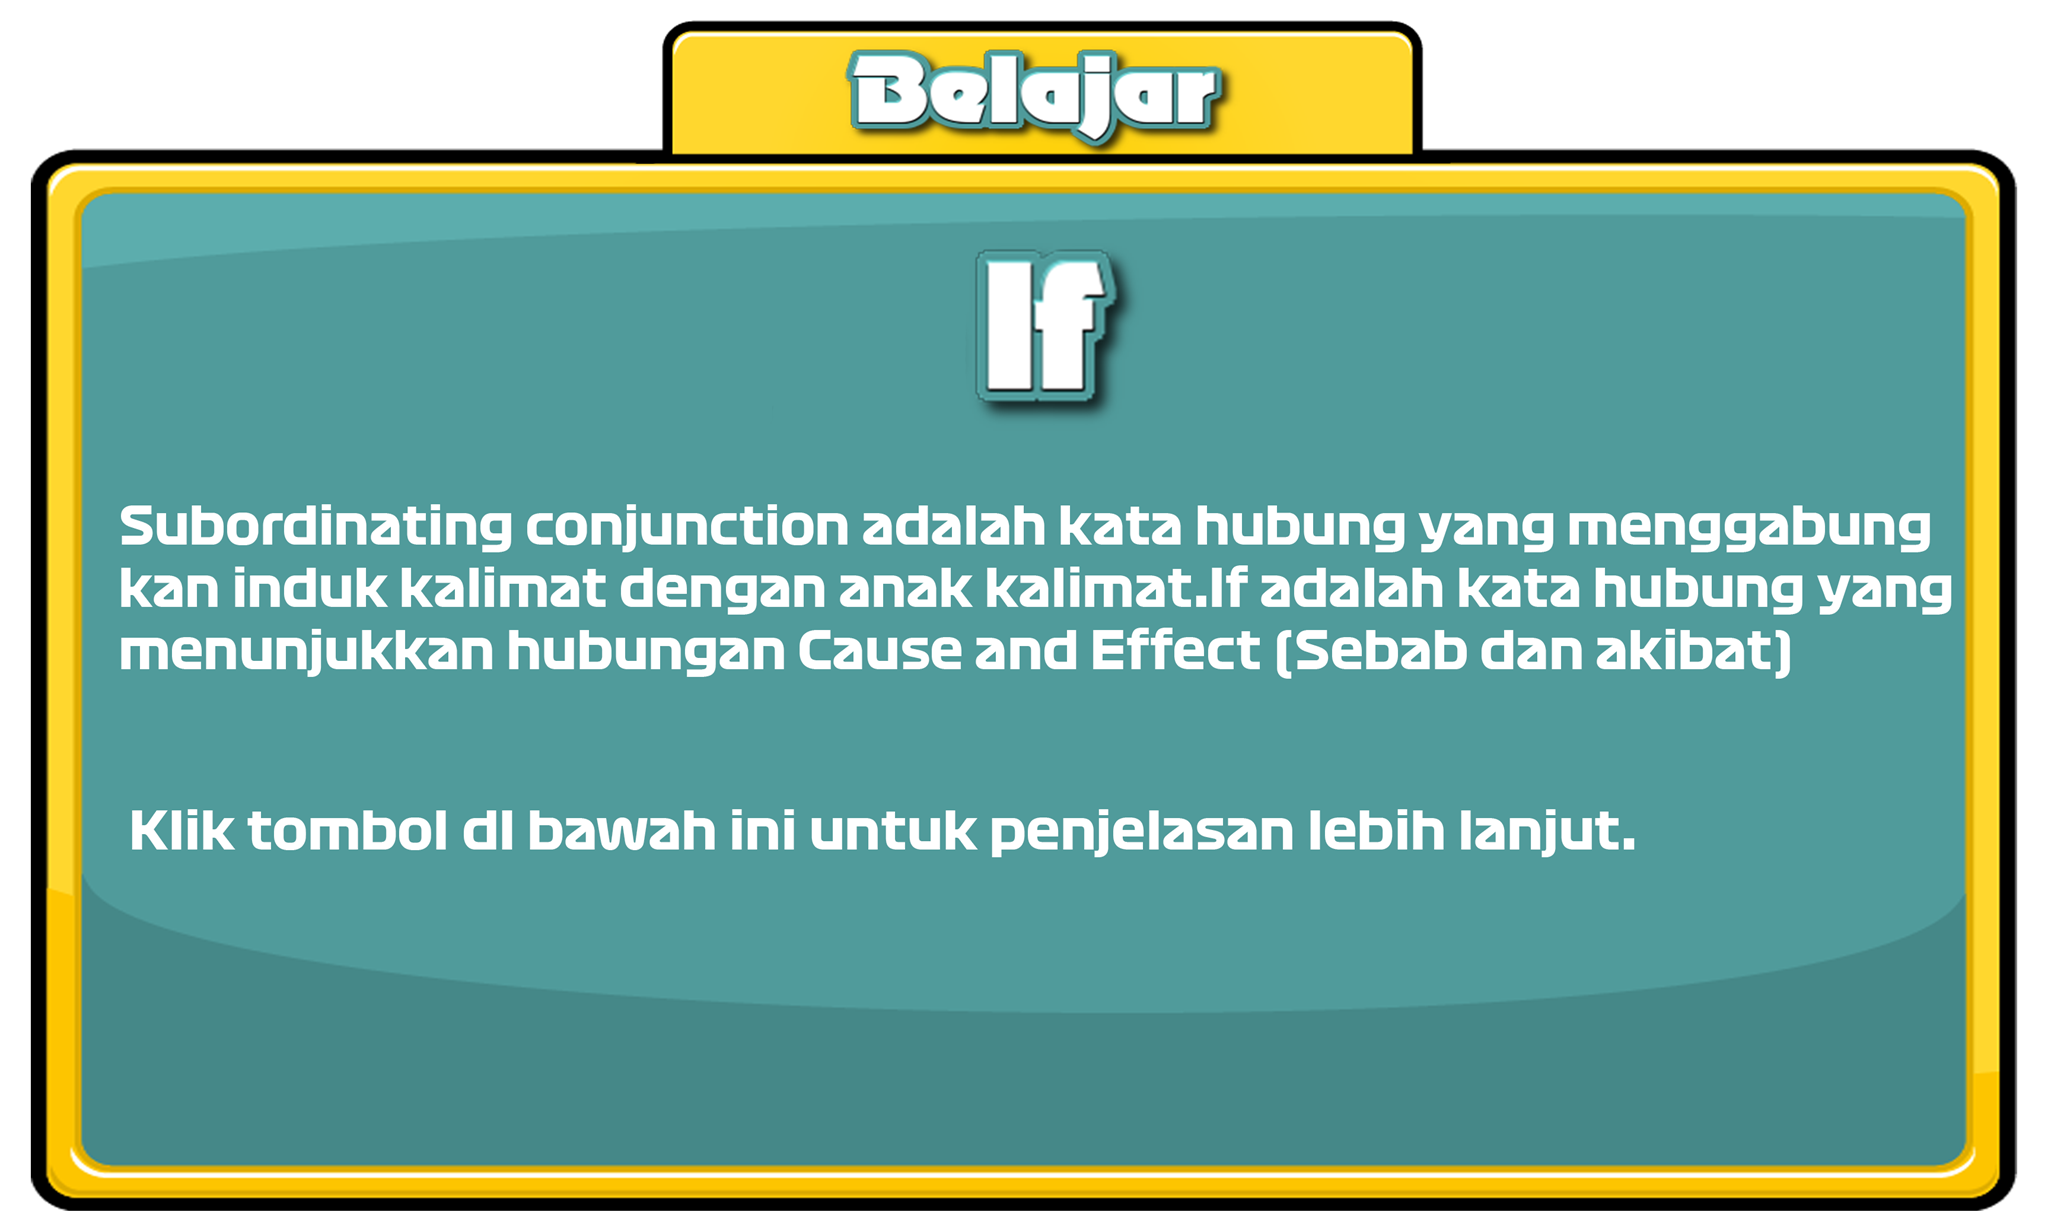 Belajar
If
Subordinating conjunction adalah kata hubung yang menggabung
kan induk kalimat dengan anak kalimat.If adalah kata hubung yang
menunjukkan hubungan Cause and Effect (Sebab dan akibat)
Klik tombol dI bawah ini untuk penjelasan lebih lanjut.